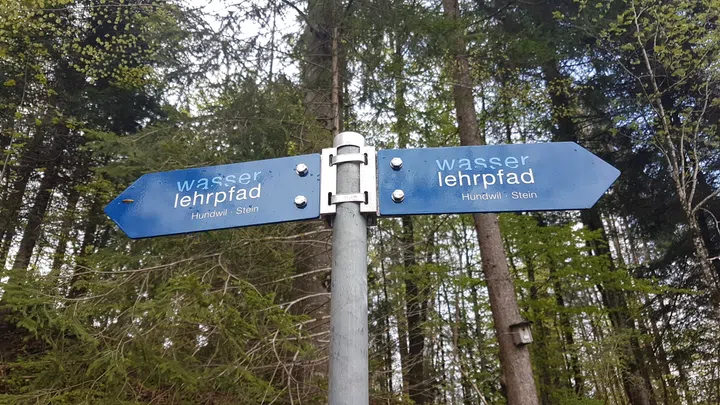 wasser
lehrpfad
Hundwil · Stein
wasser
lehrpfad
Hundwil · Stein